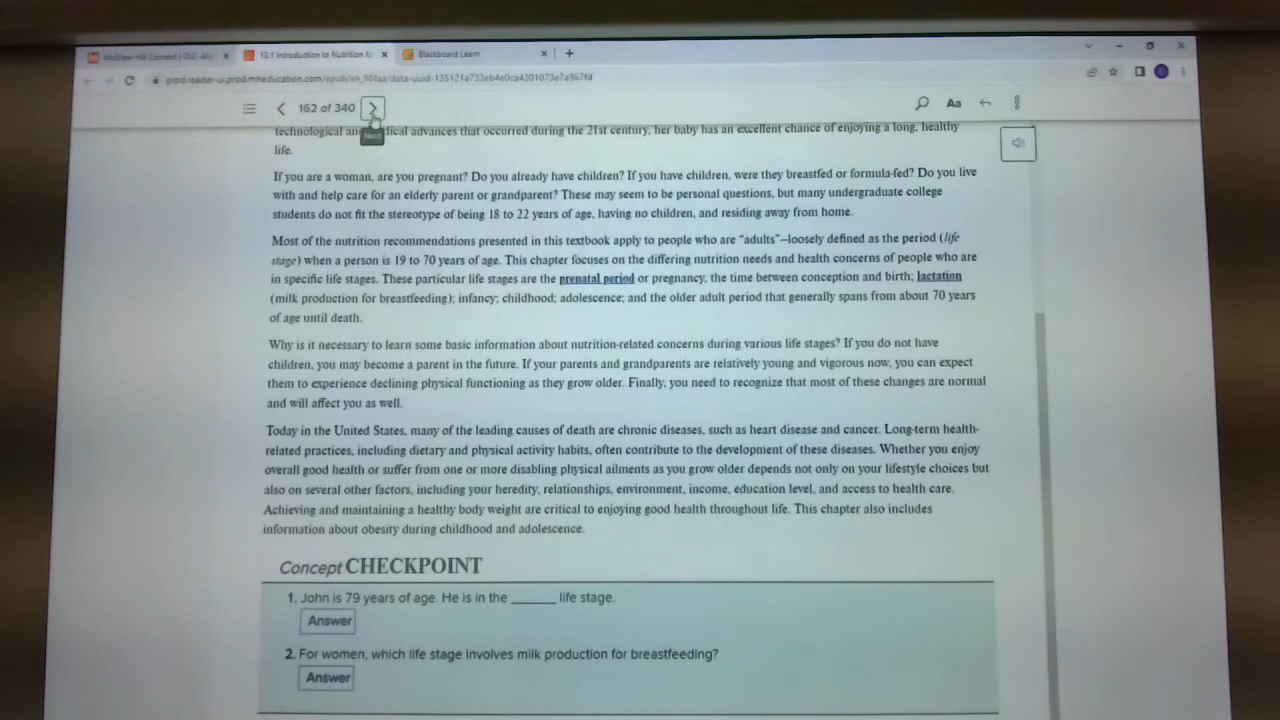 McGraw-Hill Connect | OLC-Alle
12.1 Introduction to Nutrition fo
Blackboard Learn
162 of 340
Aa
Next
technological an dical advances that occurred during the 21st century, her baby has an excellent chance of enjoying a long, healthy
life.
If you are a woman, are you pregnant? Do you already have children? If you have children, were they breastfed or formula-fed? Do you live
with and help care for an elderly parent or grandparent? These may seem to be personal questions, but many undergraduate college
students do not fit the stereotype of being 18 to 22 years of age, having no children, and residing away from home.
Most of the nutrition recommendations presented in this textbook apply to people who are “adults”—loosely defined as the period (life
stage) when a person is 19 to 70 years of age. This chapter focuses on the differing nutrition needs and health concerns of people who are
in specific life stages. These particular life stages are the prenatal period or pregnancy, the time between conception and birth; lactation
(milk production for breastfeeding); infancy; childhood; adolescence; and the older adult period that generally spans from about 70 years
of age until death.
Why is it necessary to learn some basic information about nutrition-related concerns during various life stages? If you do not have
children, you may become a parent in the future. If your parents and grandparents are relatively young and vigorous now, you can expect
them to experience declining physical functioning as they grow older. Finally, you need to recognize that most of these changes are normal
and will affect you as well.
Today in the United States, many of the leading causes of death are chronic diseases, such as heart disease and cancer. Long-term health-
related practices, including dietary and physical activity habits, often contribute to the development of these diseases. Whether you enjoy
overall good health or suffer from one or more disabling physical ailments as you grow older depends not only on your lifestyle choices but
also on several other factors, including your heredity, relationships, environment, income, education level, and access to health care.
Achieving and maintaining a healthy body weight are critical to enjoying good health throughout life. This chapter also includes
information about obesity during childhood and adolescence.
Concept CHECKPOINT
1. John is 79 years of age. He is in the ______ life stage.
Answer
2. For women, which life stage involves milk production for breastfeeding?
Answer